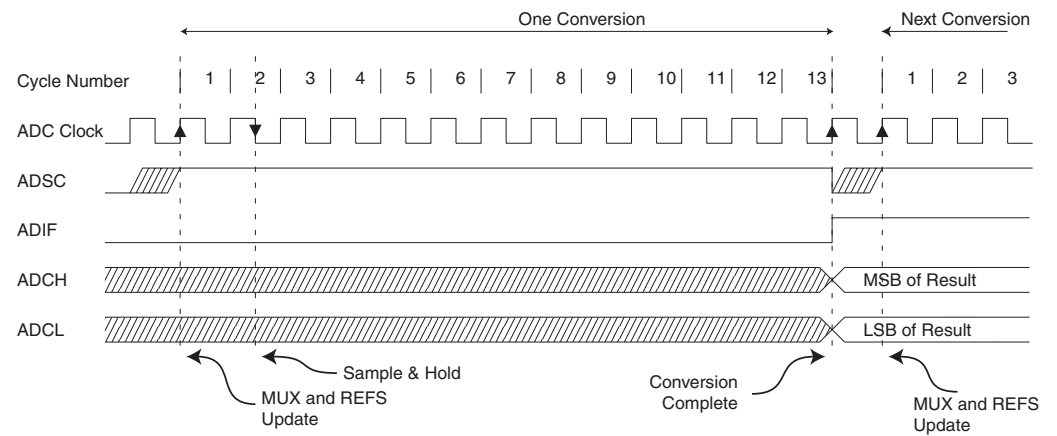 One Conversion
Next Conversion
Cycle Number
1 2 3 4 5 6 7 8 9 10 11 12 13 1 2 3
ADC Clock
ADSC
ADIF
ADCH
MSB of Result
ADCL
LSB of Result
Sample & Hold
MUX and REFS
Update
Conversion
Complete
MUX and REFS
Update